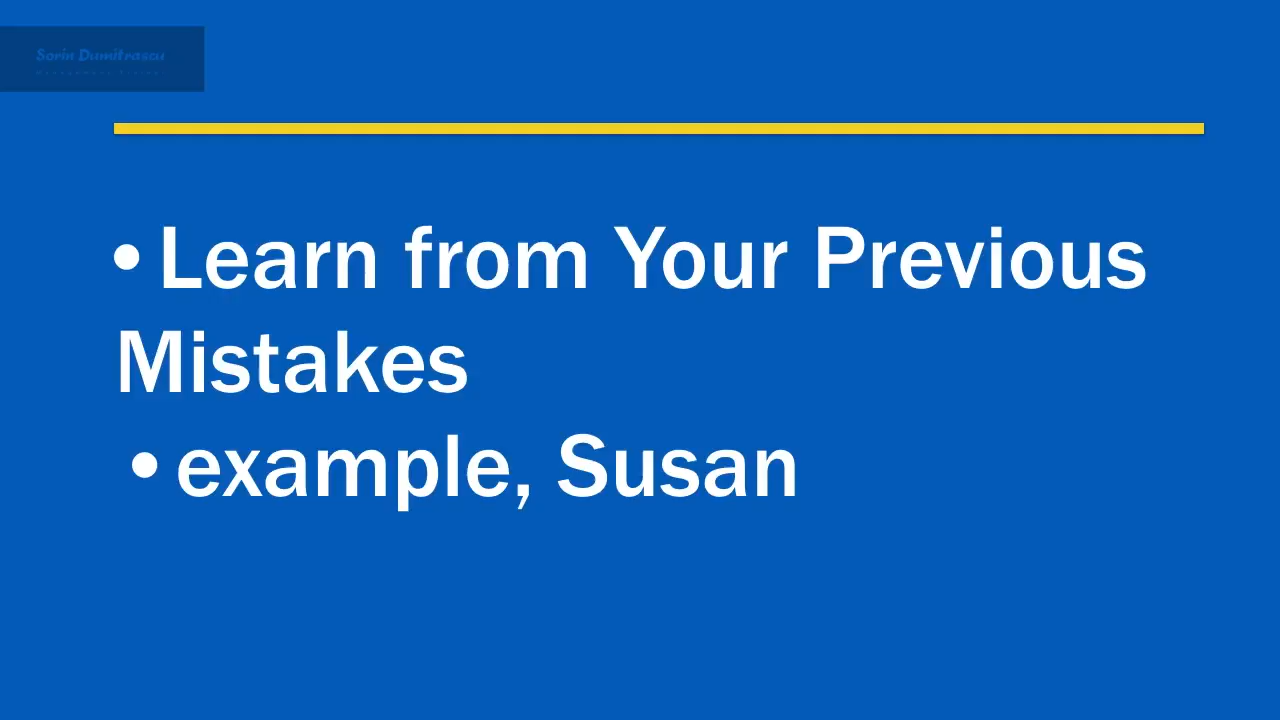 Sorin Dumitrascu
• Learn from Your Previous
Mistakes
• example, Susan